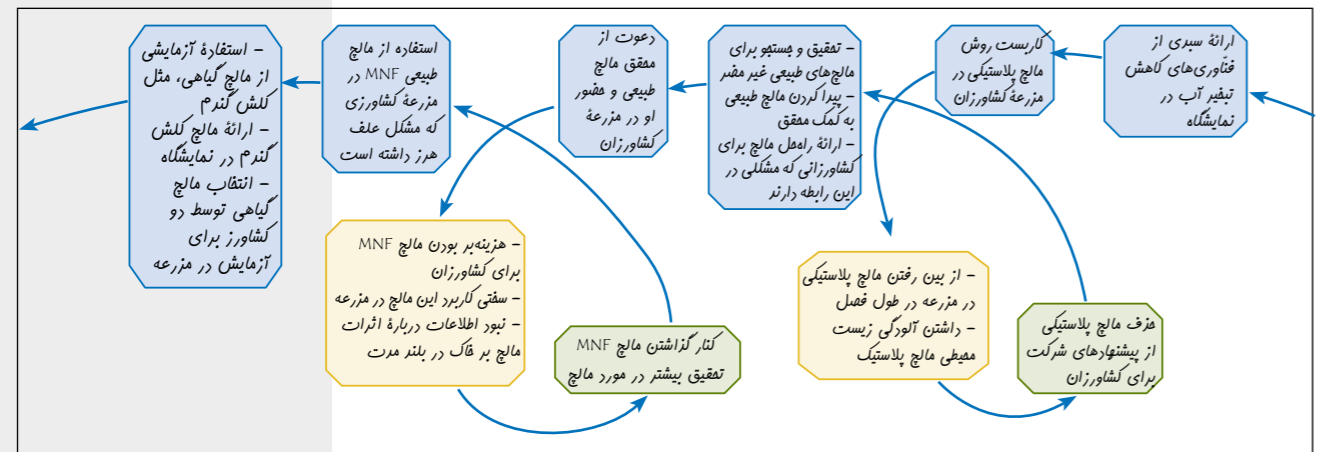 ارائهٔ سبدی از
فنّاوری‌های کاهش
تبخیر آب در
نمایشگاه
کاربست روش
مالچ پلاستیکی در
مزرعهٔ کشاورزان
- از بین رفتن مالچ پلاستیکی
در مزرعه در طول فصل
- داشتن آلودگی زیست
محیطی مالچ پلاستیک
حذف مالچ پلاستیکی
از پیشنهادهای شرکت
برای کشاورزان
- تحقیق و جستجو برای
مالچ‌های طبیعی غیر مضر
- پیدا کردن مالچ طبیعی
به کمک محقق
- ارائهٔ راه‌حل مالچ برای
کشاورزانی که مشکلی در
این رابطه دارند
دعوت از
محقق مالچ
طبیعی و حضور
او در مزرعهٔ
کشاورزان
- هزینه‌بر بودن مالچ MNF
برای کشاورزان
- سختی کاربرد این مالچ در مزرعه
- نبود اطلاعات دربارهٔ اثرات
مالچ بر خاک در بلند مدت
کنار گذاشتن مالچ MNF
تحقیق بیشتر در مورد مالچ
استفاده از مالچ
طبیعی MNF در
مزرعهٔ کشاورزی
که مشکل علف
هرز داشته است
- استفادهٔ آزمایشی
از مالچ گیاهی، مثل
کلش گندم
- ارائهٔ مالچ کلش
گندم در نمایشگاه
- انتخاب مالچ
گیاهی توسط دو
کشاورز برای
آزمایش در مزرعه